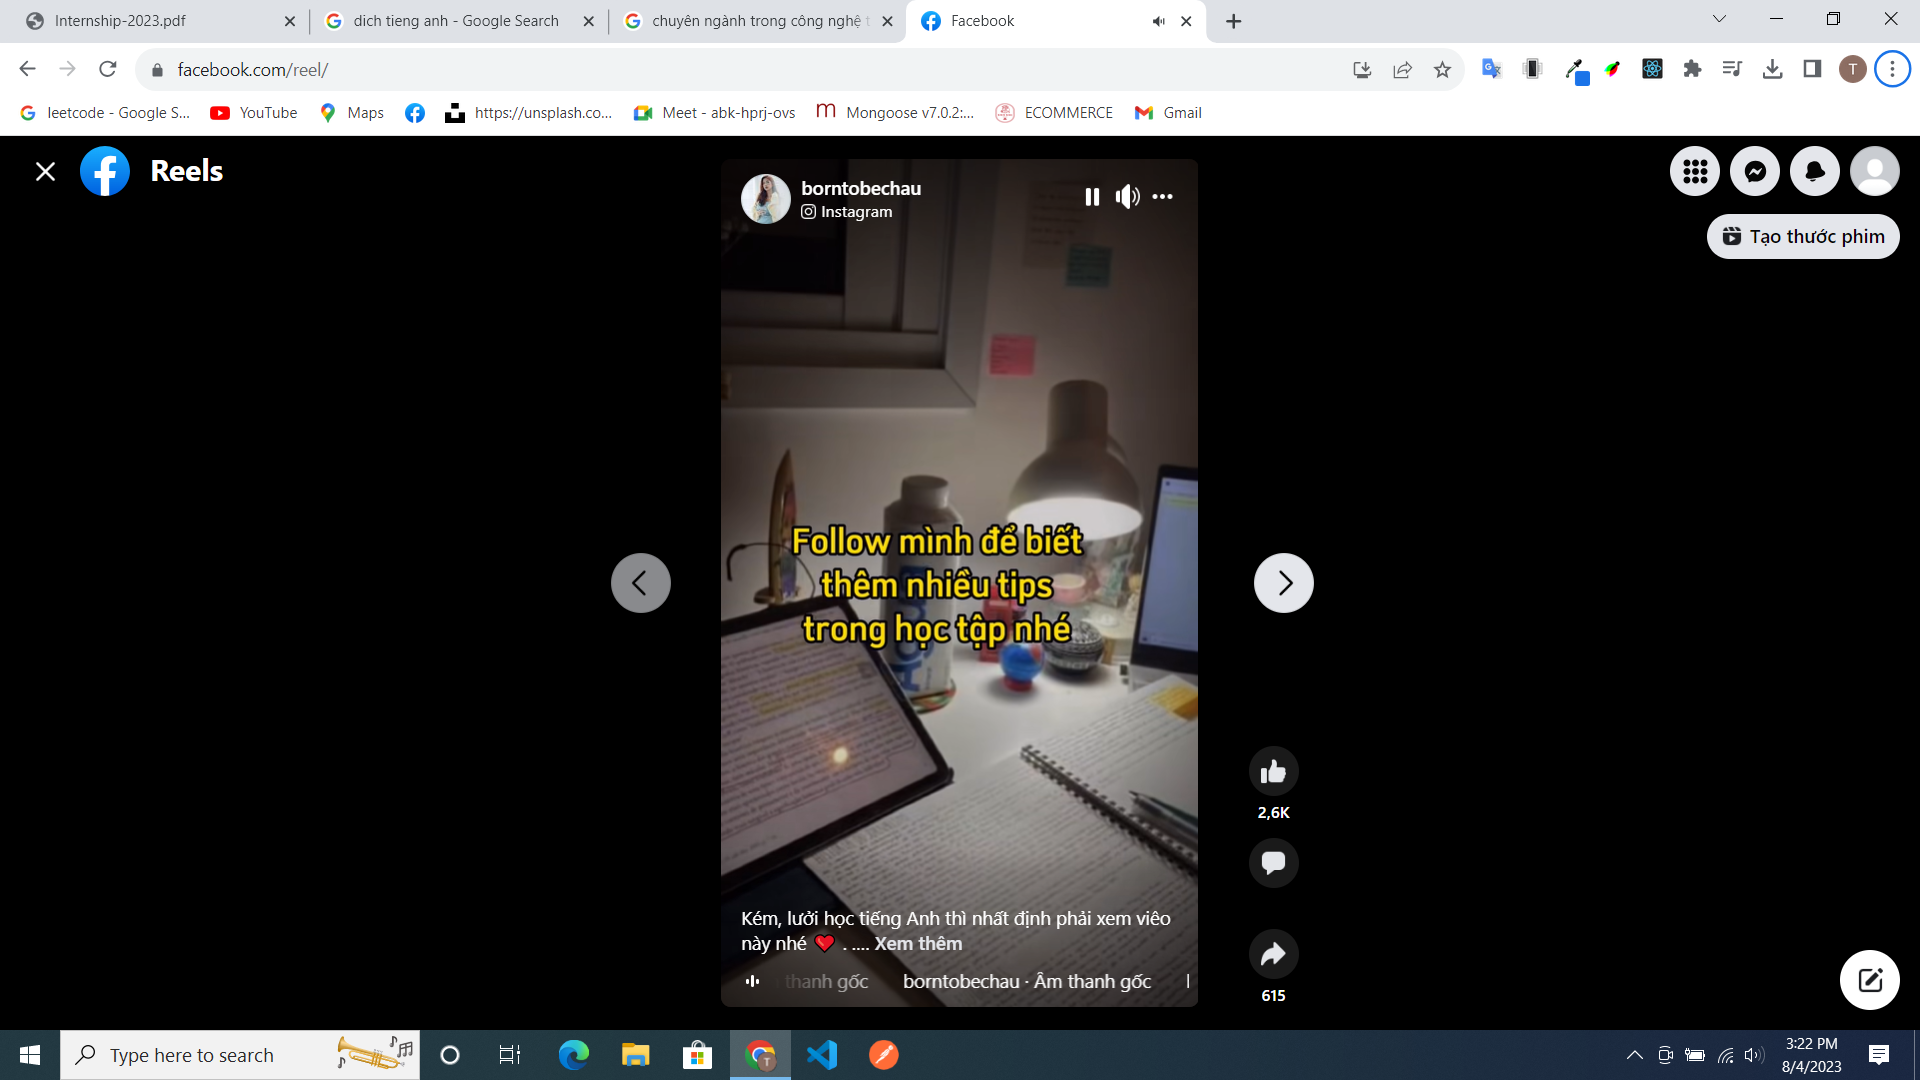 Internship-2023.pdf
dich tieng anh - Google Search
chuyên ngành trong công nghệ t
Facebook
facebook.com/reel/
T
leetcode - Google S...
YouTube
Maps
https://unsplash.co...
Meet - abk-hprj-ovs
Mongoose v7.0.2:...
ECOMMERCE
Gmail
Reels
borntobechau
Instagram
Tạo thước phim
Follow mình để biết
thêm nhiều tips
trong học tập nhé
2,6K
Kém, lười học tiếng Anh thì nhất định phải xem viêo
này nhé ❤️ . .... Xem thêm
thanh gốc borntobechau · Âm thanh gốc
615
Type here to search
3:22 PM
8/4/2023